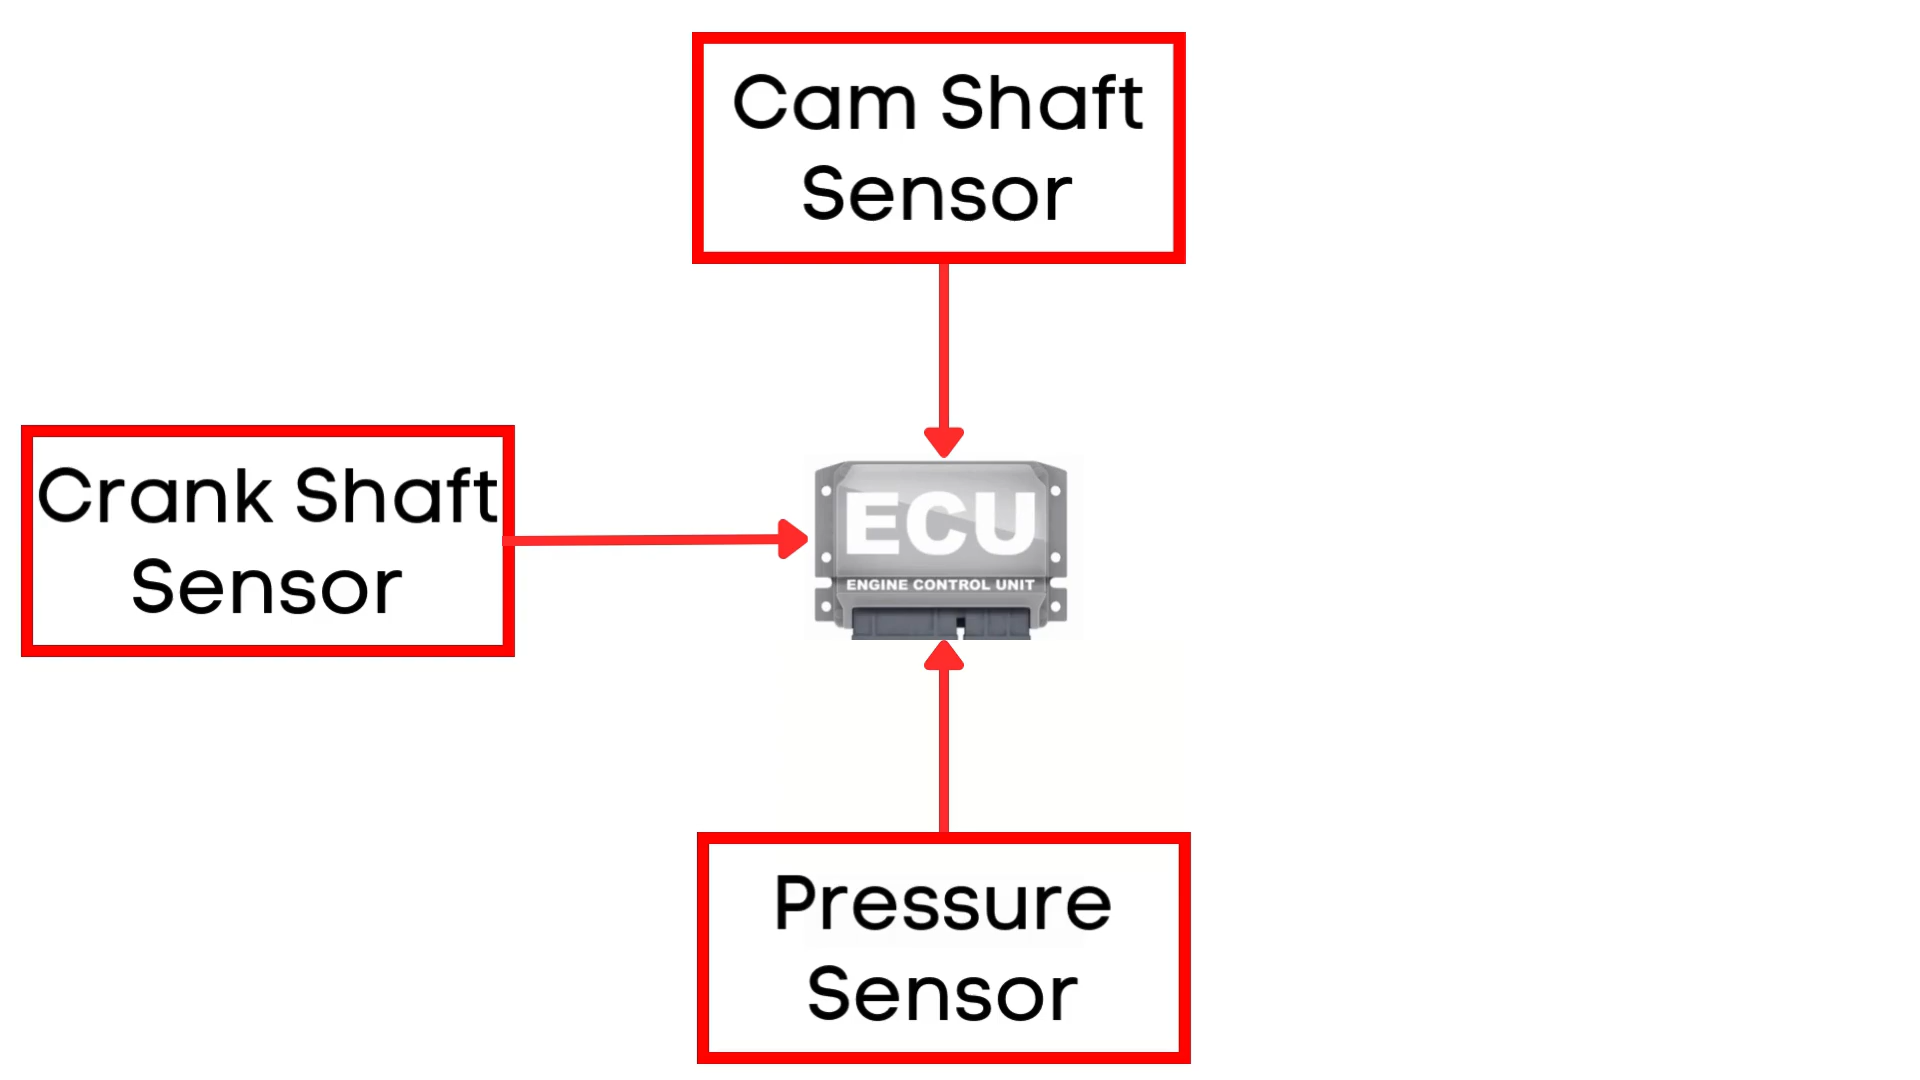 Cam Shaft
Sensor
Crank Shaft
Sensor
ECU
ENGINE CONTROL UNIT
Pressure
Sensor